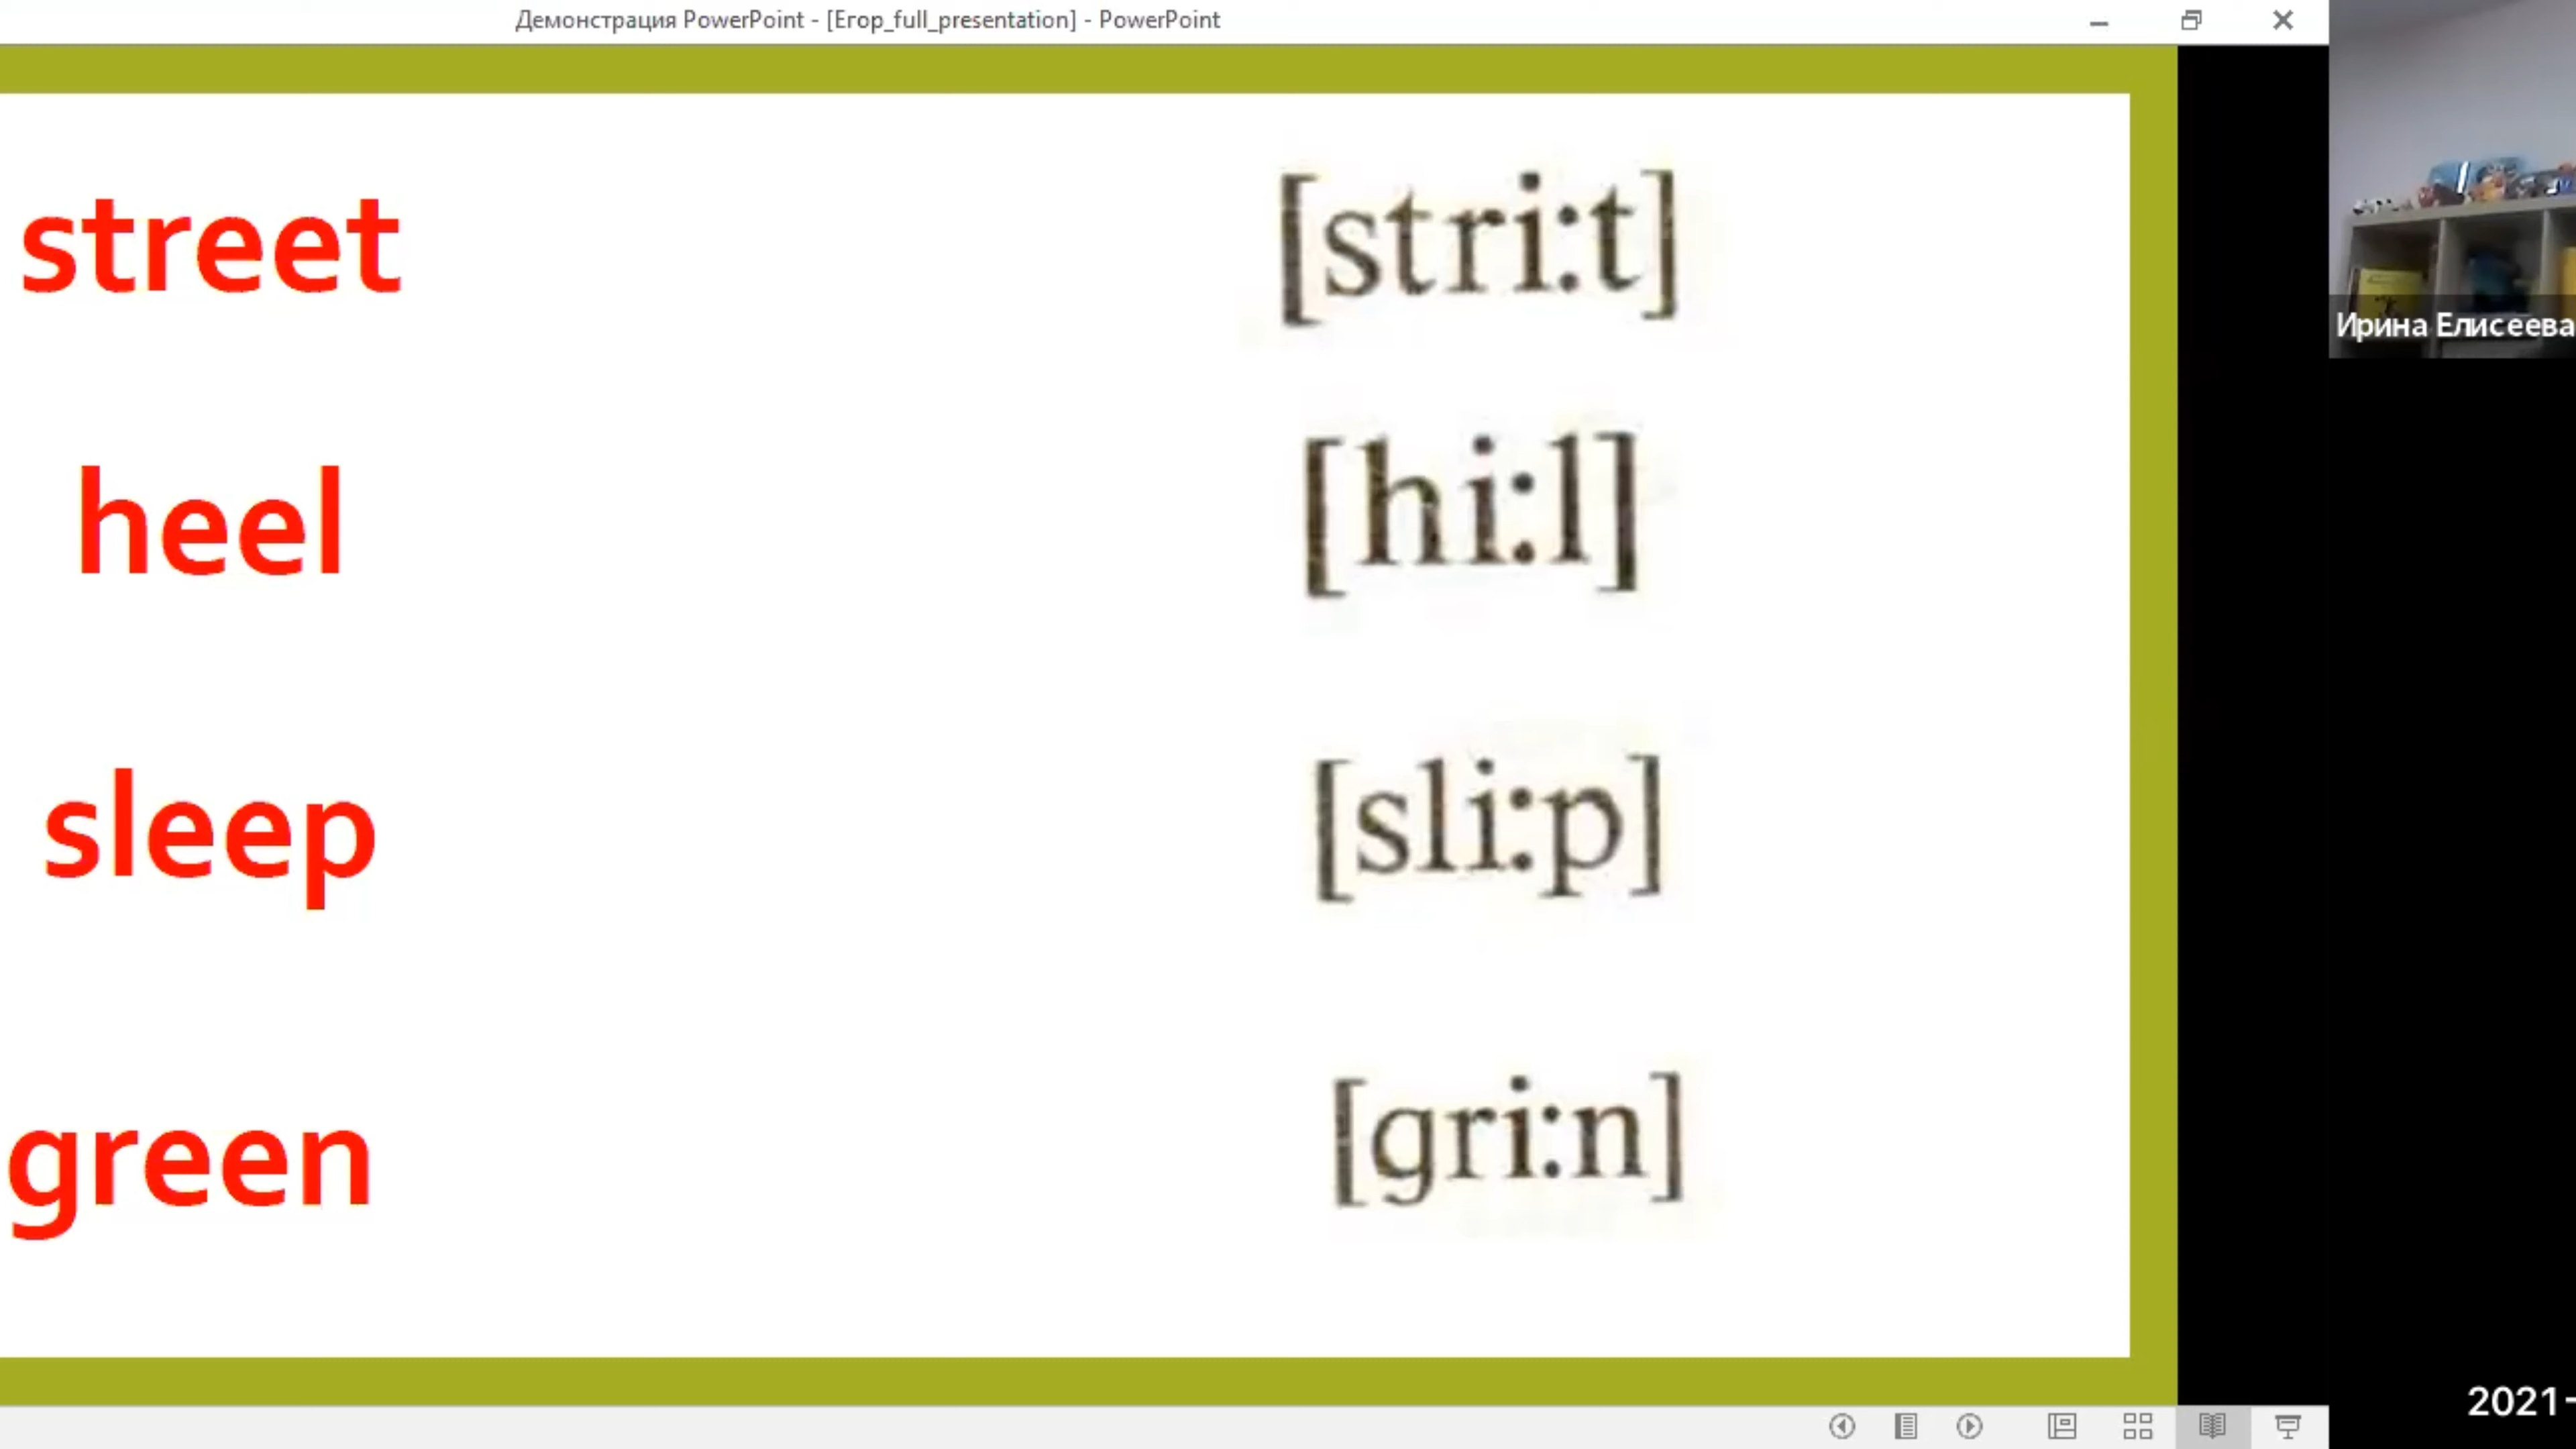 Демонстрация PowerPoint - [Егор_full_presentation] - PowerPoint
street [stri:t]
Ирина Елисеева
heel [hi:l]
sleep [sli:p]
green [gri:n]
2021-